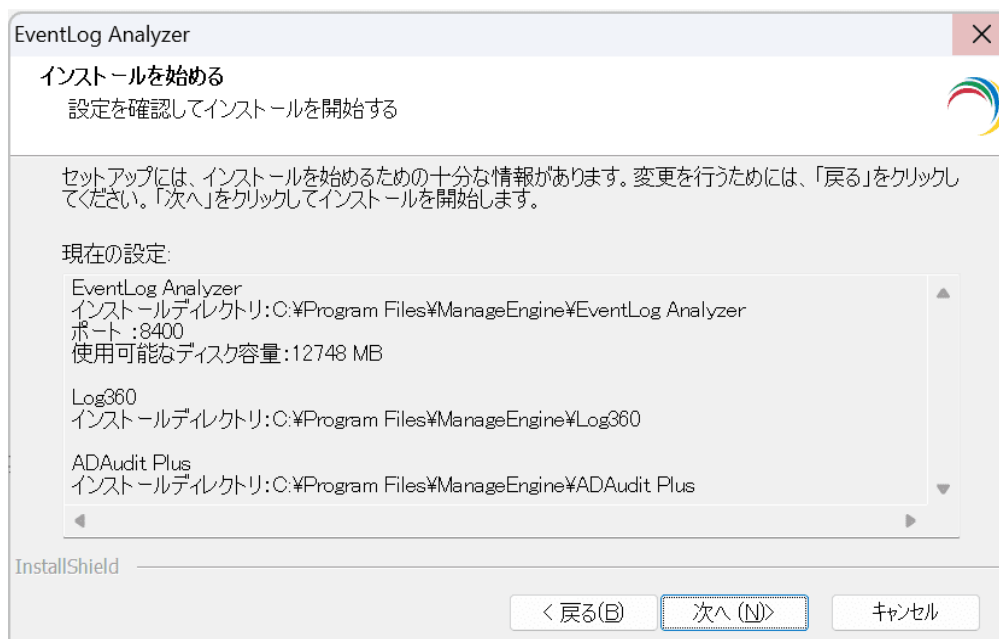 EventLog Analyzer
インストールを始める
設定を確認してインストールを開始する
セットアップには、インストールを始めるための十分な情報があります。変更を行うためには、「戻る」をクリックし
てください。「次へ」をクリックしてインストールを開始します。
現在の設定:
EventLog Analyzer
インストールディレクトリ:C:¥Program Files¥ManageEngine¥EventLog Analyzer
ポート :8400
使用可能なディスク容量:12748 MB
Log360
インストールディレクトリ:C:¥Program Files¥ManageEngine¥Log360
ADAudit Plus
インストールディレクトリ:C:¥Program Files¥ManageEngine¥ADAudit Plus
InstallShield
< 戻る(B)
次へ (N)>
キャンセル